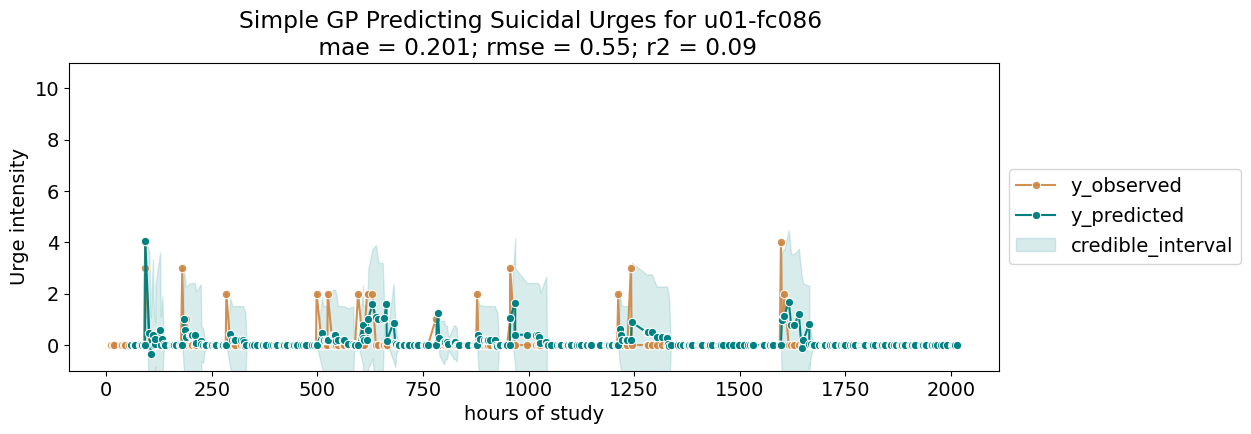 Simple GP Predicting Suicidal Urges for u01-fc086
mae = 0.201; rmse = 0.55; r2 = 0.09
10
8
6
4
2
0
Urge intensity
0 250 500 750 1000 1250 1500 1750 2000
hours of study
y_observed
y_predicted
credible_interval